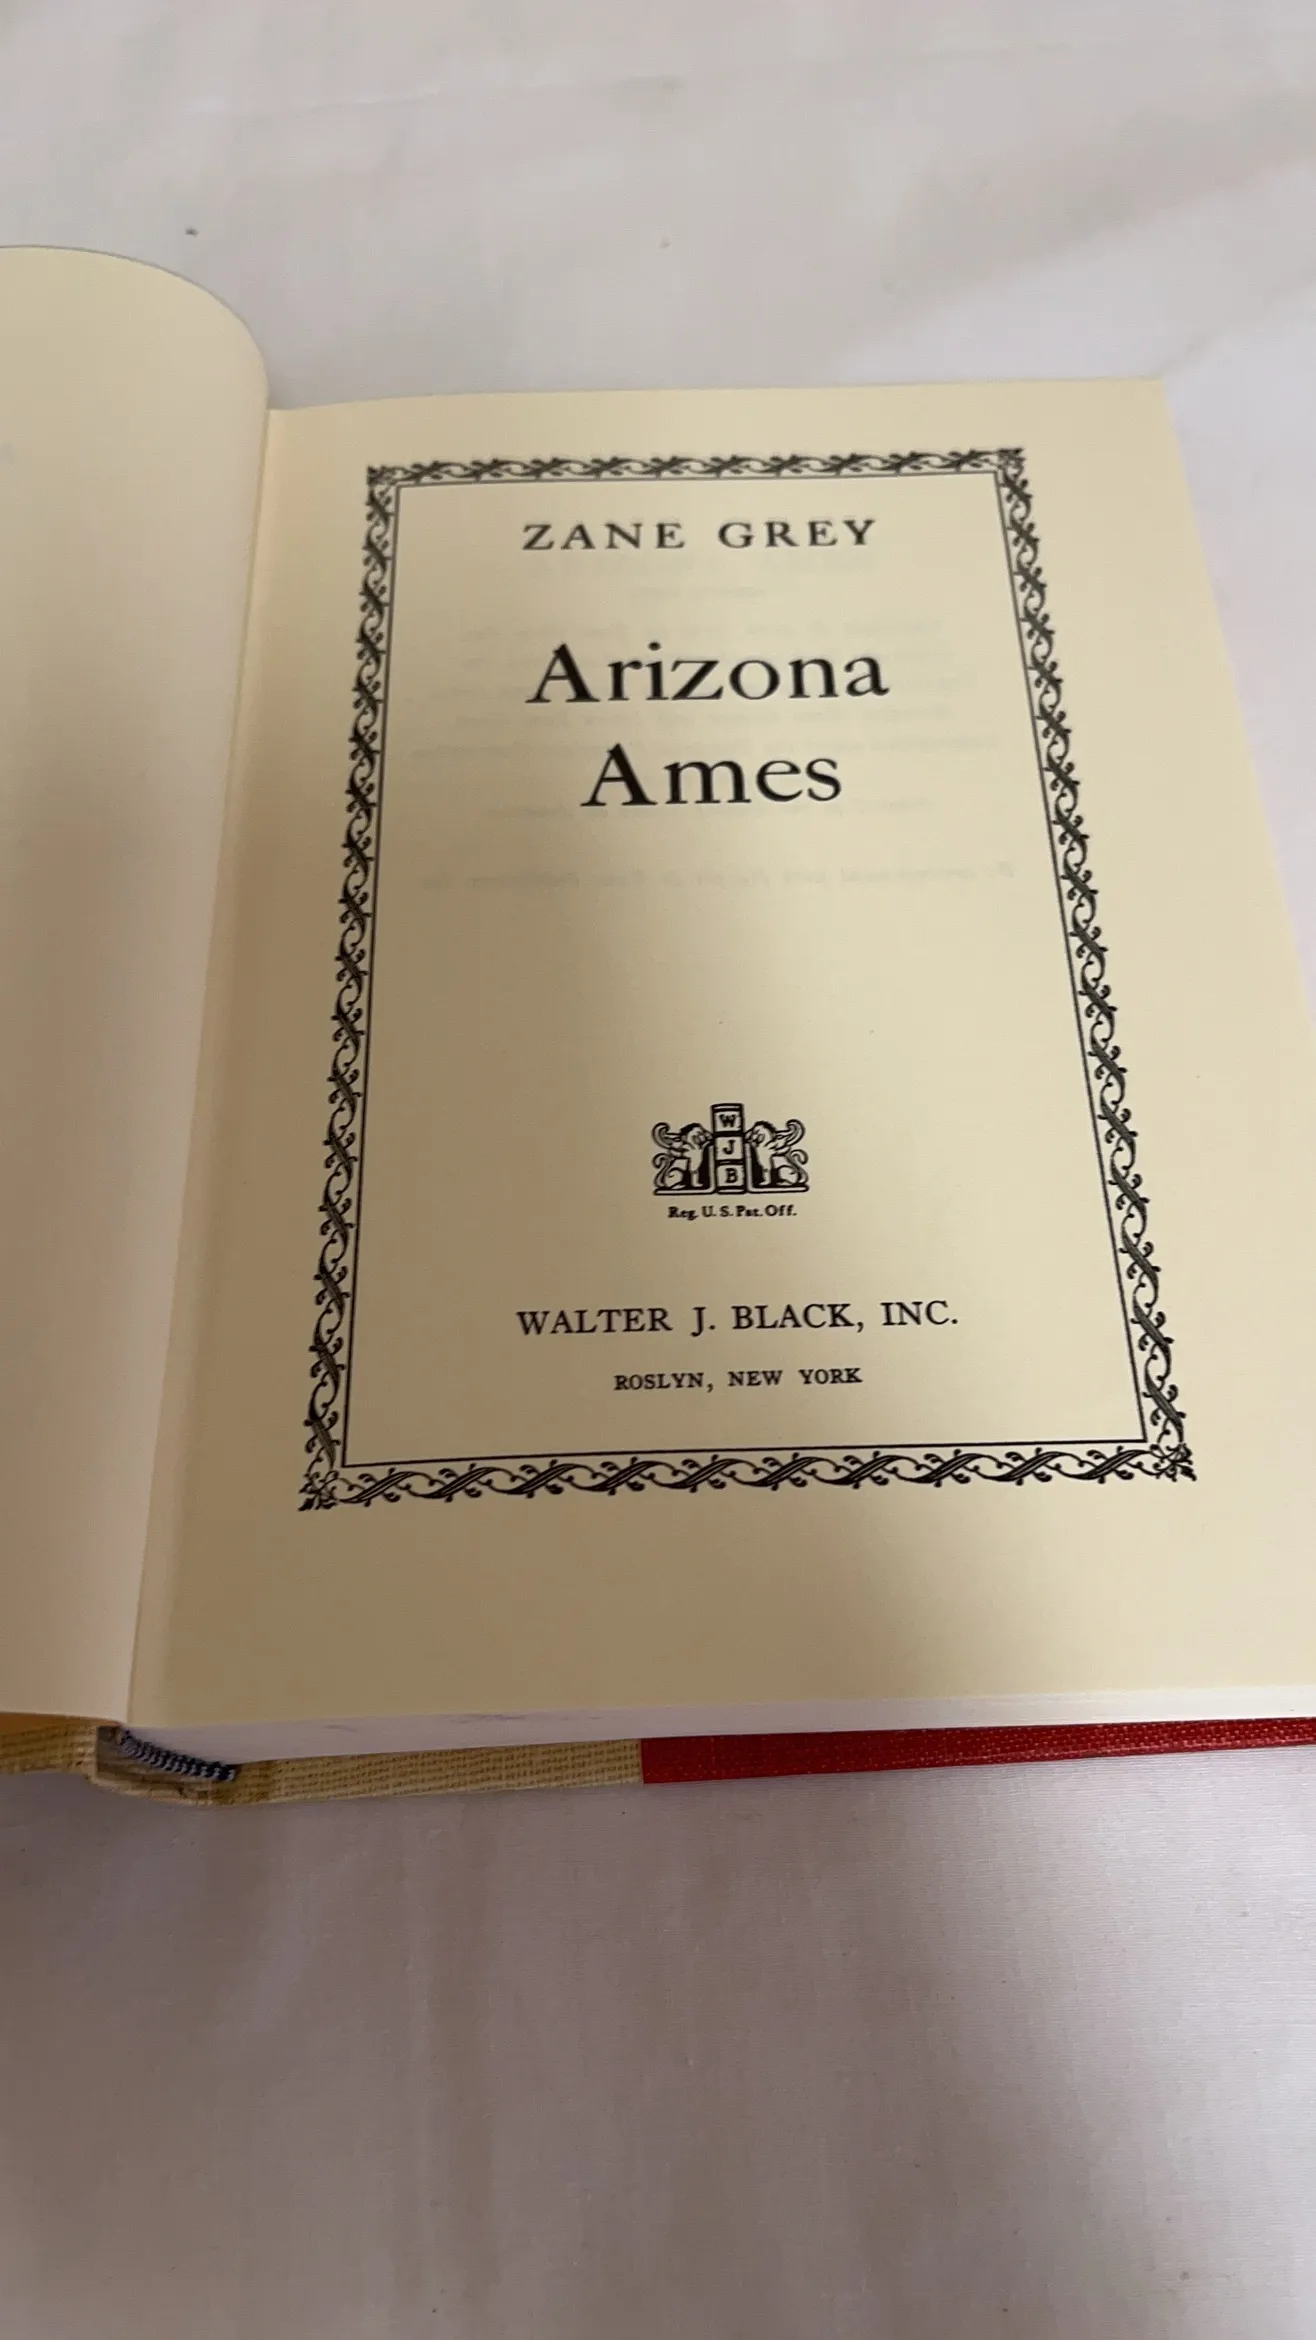 ZANE GREY
Arizona
Ames
W
J
B
Reg. U. S. Pat. Off.
WALTER J. BLACK, INC.
ROSLYN, NEW YORK